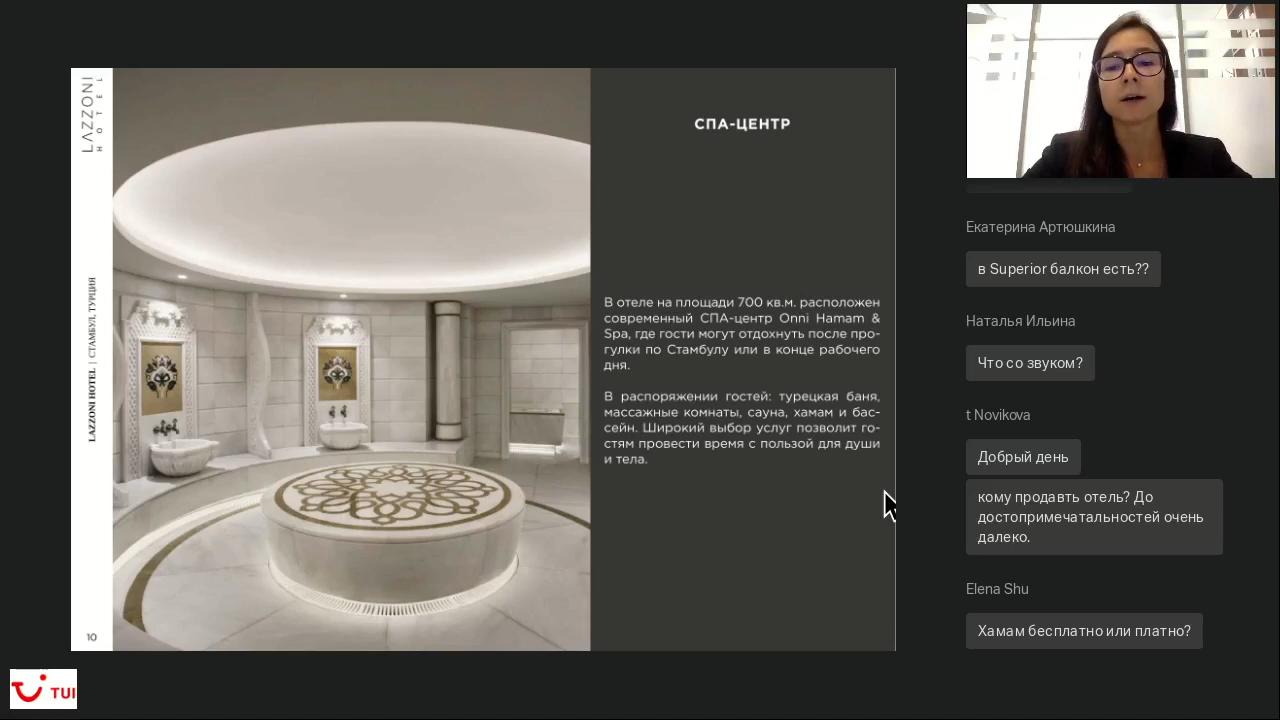 LAZZONI
HOTEL
LAZZONI HOTEL | СТАМБУЛ, ТУРЦИЯ
10
СПА-ЦЕНТР
В отеле на площади 700 кв.м. расположен
современный СПА-центр Onni Hamam &
Spa, где гости могут отдохнуть после про-
гулки по Стамбулу или в конце рабочего
дня.
В распоряжении гостей: турецкая баня,
массажные комнаты, сауна, хамам и бас-
сейн. Широкий выбор услуг позволит го-
стям провести время с пользой для души
и тела.
TUI
Екатерина Артюшкина
в Superior балкон есть??
Наталья Ильина
Что со звуком?
t Novikova
Добрый день
кому продавть отель? До
достопримечатальностей очень
далеко.
Elena Shu
Хамам бесплатно или платно?